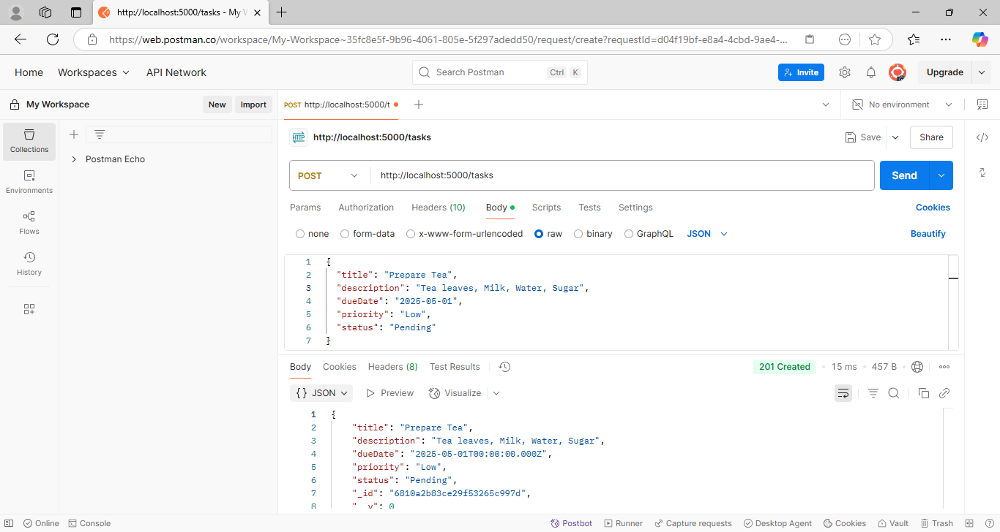 http://localhost:5000/tasks - My W
https://web.postman.co/workspace/My-Workspace~35fc8e5f-9b96-4061-805e-5f297adedd50/request/create?requestId=d04f19bf-e8a4-4cbd-9ae4-...
Home Workspaces API Network Search Postman Ctrl K Invite Upgrade
My Workspace New Import POST http://localhost:5000/t No environment
Collections
Environments
Flows
History
Postman Echo
HTTP http://localhost:5000/tasks Save Share
POST http://localhost:5000/tasks Send
Params Authorization Headers (10) Body Scripts Tests Settings Cookies
none form-data x-www-form-urlencoded raw binary GraphQL JSON Beautify
1 {
2 "title": "Prepare Tea",
3 "description": "Tea leaves, Milk, Water, Sugar",
4 "dueDate": "2025-05-01",
5 "priority": "Low",
6 "status": "Pending"
7 }
Body Cookies Headers (8) Test Results 201 Created 15 ms 457 B
{} JSON Preview Visualize
1 {
2 "title": "Prepare Tea",
3 "description": "Tea leaves, Milk, Water, Sugar",
4 "dueDate": "2025-05-01T00:00:00.000Z",
5 "priority": "Low",
6 "status": "Pending",
7 "_id": "6810a2b83ce29f53265c997d",
8 "__v": 0
Online Console Postbot Runner Capture requests Desktop Agent Cookies Vault Trash